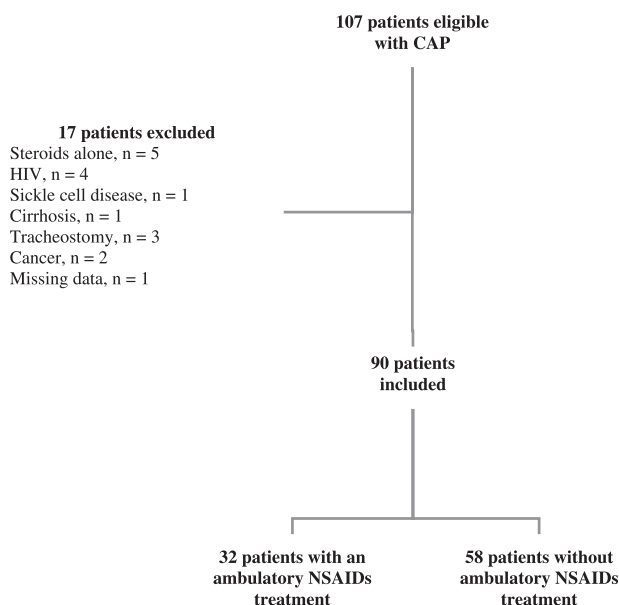 107 patients eligible
with CAP
17 patients excluded
Steroids alone, n = 5
HIV, n = 4
Sickle cell disease, n = 1
Cirrhosis, n = 1
Tracheostomy, n = 3
Cancer, n = 2
Missing data, n = 1
90 patients
included
32 patients with an
ambulatory NSAIDs
treatment
58 patients without
ambulatory NSAIDs
treatment